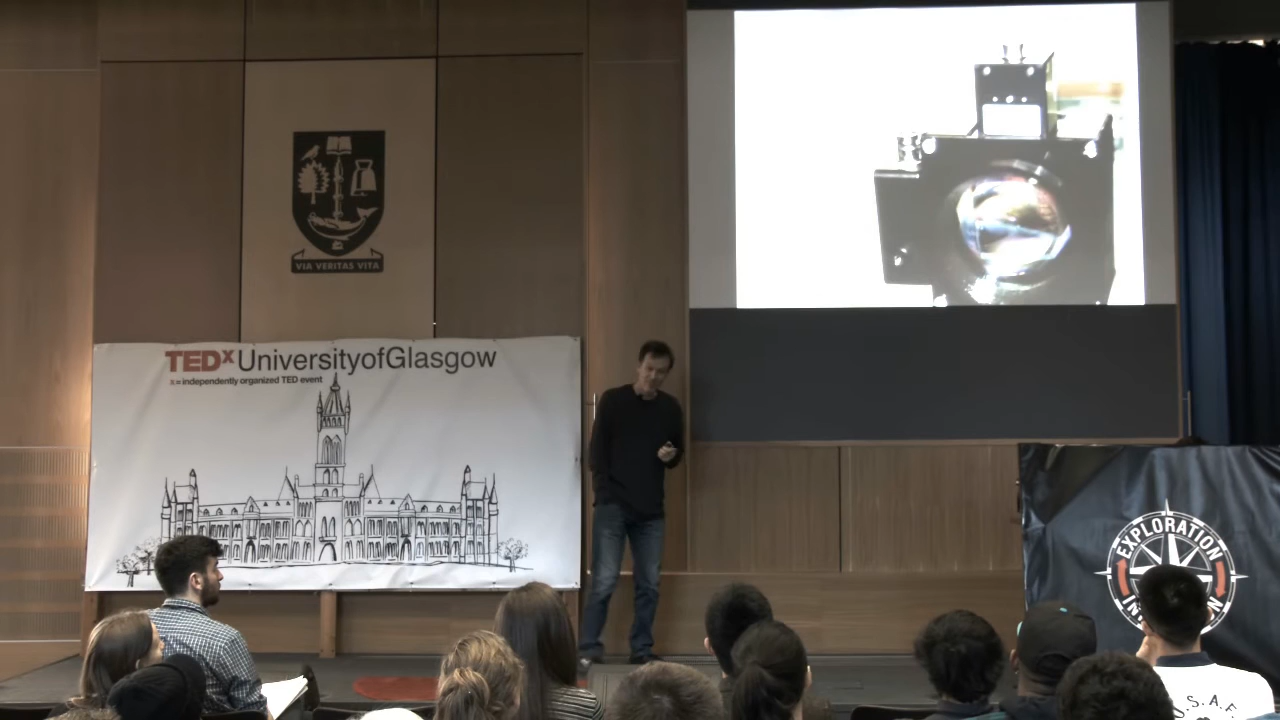 VIA VERITAS VITA
TEDx UniversityofGlasgow
x = independently organized TED event
EXPLORATION
U.S.A.F